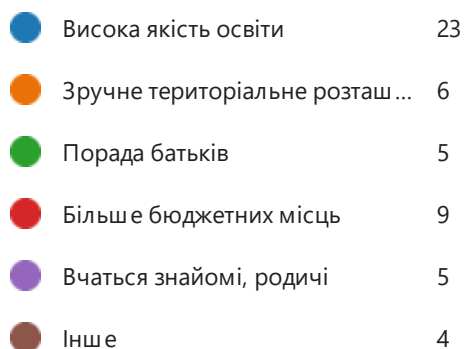 Висока якість освіти 23
Зручне територіальне розташ... 6
Порада батьків 5
Більше бюджетних місць 9
Вчаться знайомі, родичі 5
Інше 4